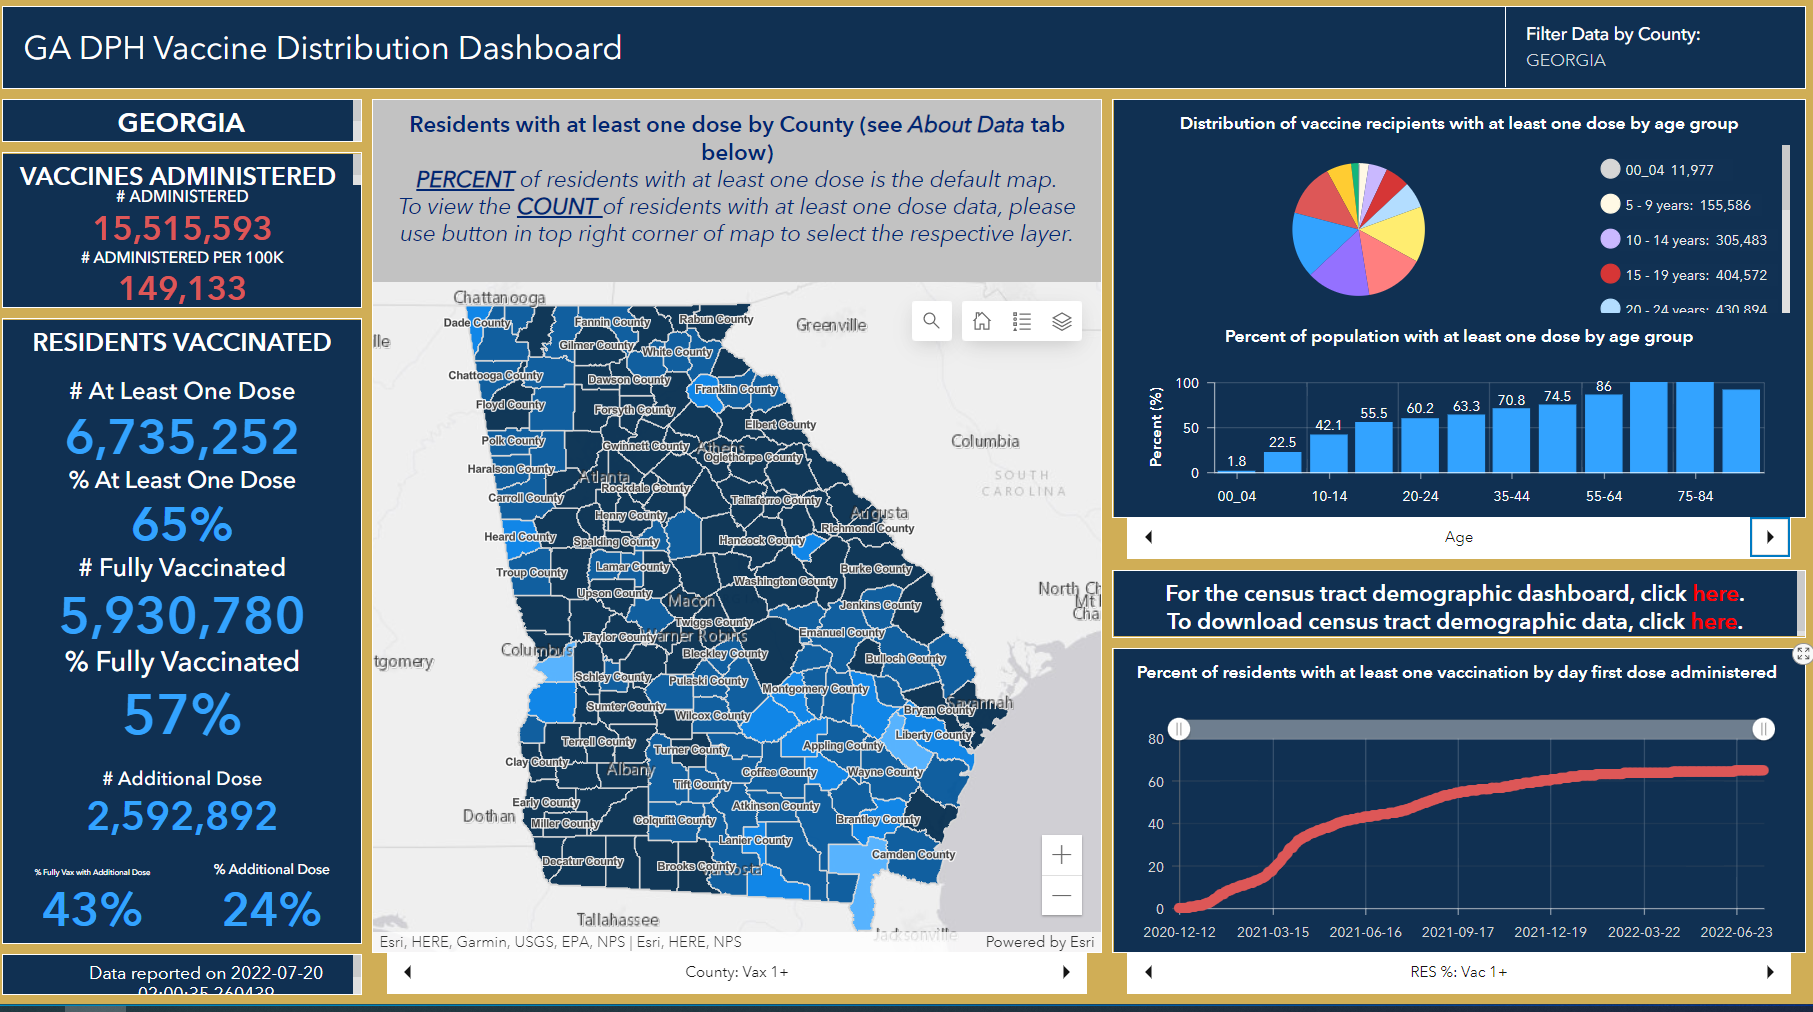 GA DPH Vaccine Distribution Dashboard
Filter Data by County:
GEORGIA
GEORGIA
VACCINES ADMINISTERED
# ADMINISTERED
15,515,593
# ADMINISTERED PER 100K
149,133
RESIDENTS VACCINATED
# At Least One Dose
6,735,252
% At Least One Dose
65%
# Fully Vaccinated
5,930,780
% Fully Vaccinated
57%
# Additional Dose
2,592,892
% Fully Vax with Additional Dose
43%
% Additional Dose
24%
Data reported on 2022-07-20
02:00:35.260439
Residents with at least one dose by County (see About Data tab
below)
PERCENT of residents with at least one dose is the default map.
To view the COUNT of residents with at least one dose data, please
use button in top right corner of map to select the respective layer.
Chattanooga
Dade County
Fannin County
Rabun County
Greenville
lle
Gilmer County
White County
Chattooga County
Dawson County
Franklin County
Floyd County
Forsyth County
Elbert County
Polk County
Gwinnett County
Athens
Columbia
Oglethorpe County
Haralson County
Atlanta
SOUTH
CAROLINA
Rockdale County
Carroll County
Taliaferro County
Henry County
Augusta
Richmond County
Heard County
Spalding County
Hancock County
Troup County
Lamar County
Burke County
Washington County
North Ch
Upson County
Macon
Mt
Cha
Jenkins County
Twiggs County
Taylor County
Warner Robins
Emanuel County
Columbus
Bleckley County
Bulloch County
tgomery
Schley County
Pulaski County
Montgomery County
Sumter County
Wilcox County
Bryan County
Savannah
Liberty County
Terrell County
Turner County
Appling County
Clay County
Albany
Coffee County
Wayne County
Tift County
Early County
Atkinson County
Dothan
Miller County
Colquitt County
Brantley County
Lanier County
Decatur County
Brooks County
Valdosta
Camden County
Tallahassee
Jacksonville
Esri, HERE, Garmin, USGS, EPA, NPS | Esri, HERE, NPS
Powered by Esri
County: Vax 1+
Distribution of vaccine recipients with at least one dose by age group
00_04 11,977
5 - 9 years: 155,586
10 - 14 years: 305,483
15 - 19 years: 404,572
20 - 24 years: 430,894
Percent of population with at least one dose by age group
Percent (%)
100
50
0
1.8
22.5
42.1
55.5
60.2
63.3
70.8
74.5
86
00_04
10-14
20-24
35-44
55-64
75-84
Age
For the census tract demographic dashboard, click here.
To download census tract demographic data, click here.
Percent of residents with at least one vaccination by day first dose administered
80
60
40
20
0
2020-12-12
2021-03-15
2021-06-16
2021-09-17
2021-12-19
2022-03-22
2022-06-23
RES %: Vac 1+